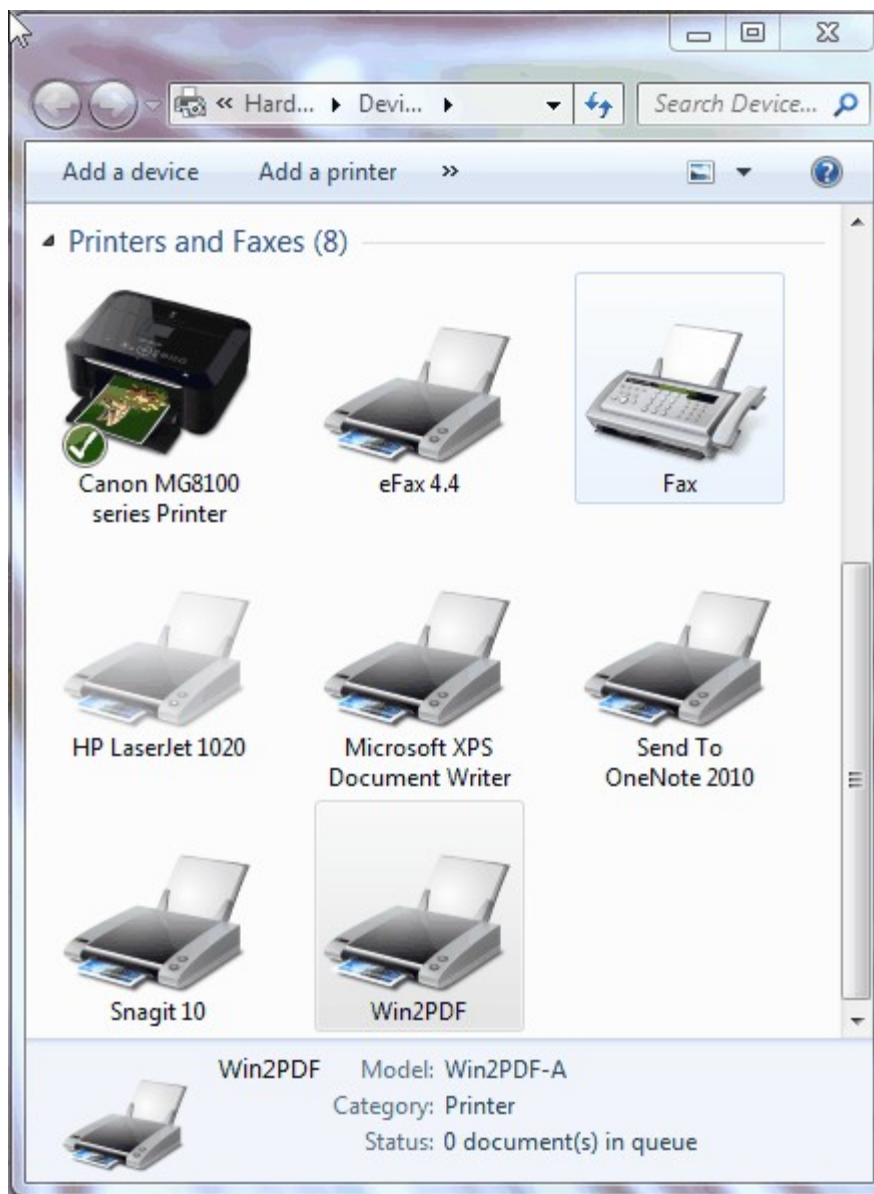 « Hard... Devi... Search Device...
Add a device Add a printer »
Printers and Faxes (8)
Canon MG8100
series Printer
eFax 4.4
Fax
HP LaserJet 1020
Microsoft XPS
Document Writer
Send To
OneNote 2010
Snagit 10
Win2PDF
Win2PDF Model: Win2PDF-A
Category: Printer
Status: 0 document(s) in queue